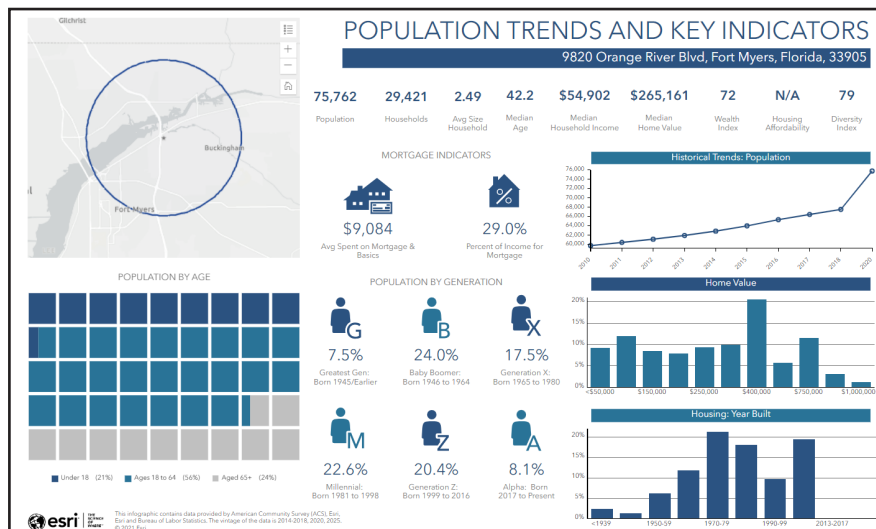 Gilchrist
Buckingham
Fort Myers
POPULATION TRENDS AND KEY INDICATORS
9820 Orange River Blvd, Fort Myers, Florida, 33905
75,762
Population
29,421
Households
2.49
Avg Size
Household
42.2
Median
Age
$54,902
Median
Household Income
$265,161
Median
Home Value
72
Wealth
Index
N/A
Housing
Affordability
79
Diversity
Index
MORTGAGE INDICATORS
$9,084
Avg Spent on Mortgage &
Basics
%
29.0%
Percent of Income for
Mortgage
Historical Trends: Population
76,000
74,000
72,000
70,000
68,000
66,000
64,000
62,000
60,000
2010
2011
2012
2013
2014
2015
2016
2017
2018
2020
POPULATION BY AGE
Under 18 (21%)
Ages 18 to 64 (56%)
Aged 65+ (24%)
POPULATION BY GENERATION
G
7.5%
Greatest Gen:
Born 1945/Earlier
B
24.0%
Baby Boomer:
Born 1946 to 1964
X
17.5%
Generation X:
Born 1965 to 1980
M
22.6%
Millennial:
Born 1981 to 1998
Z
20.4%
Generation Z:
Born 1999 to 2016
A
8.1%
Alpha: Born
2017 to Present
Home Value
20%
15%
10%
5%
0%
<$50,000
$150,000
$250,000
$400,000
$750,000
$1,000,000
Housing: Year Built
20%
15%
10%
5%
0%
<1939
1950-59
1970-79
1990-99
2013-2017
esri
THE
SCIENCE
OF
WHERE
This infographic contains data provided by American Community Survey (ACS), Esri,
Esri and Bureau of Labor Statistics. The vintage of the data is 2014-2018, 2020, 2025.
© 2021 Esri